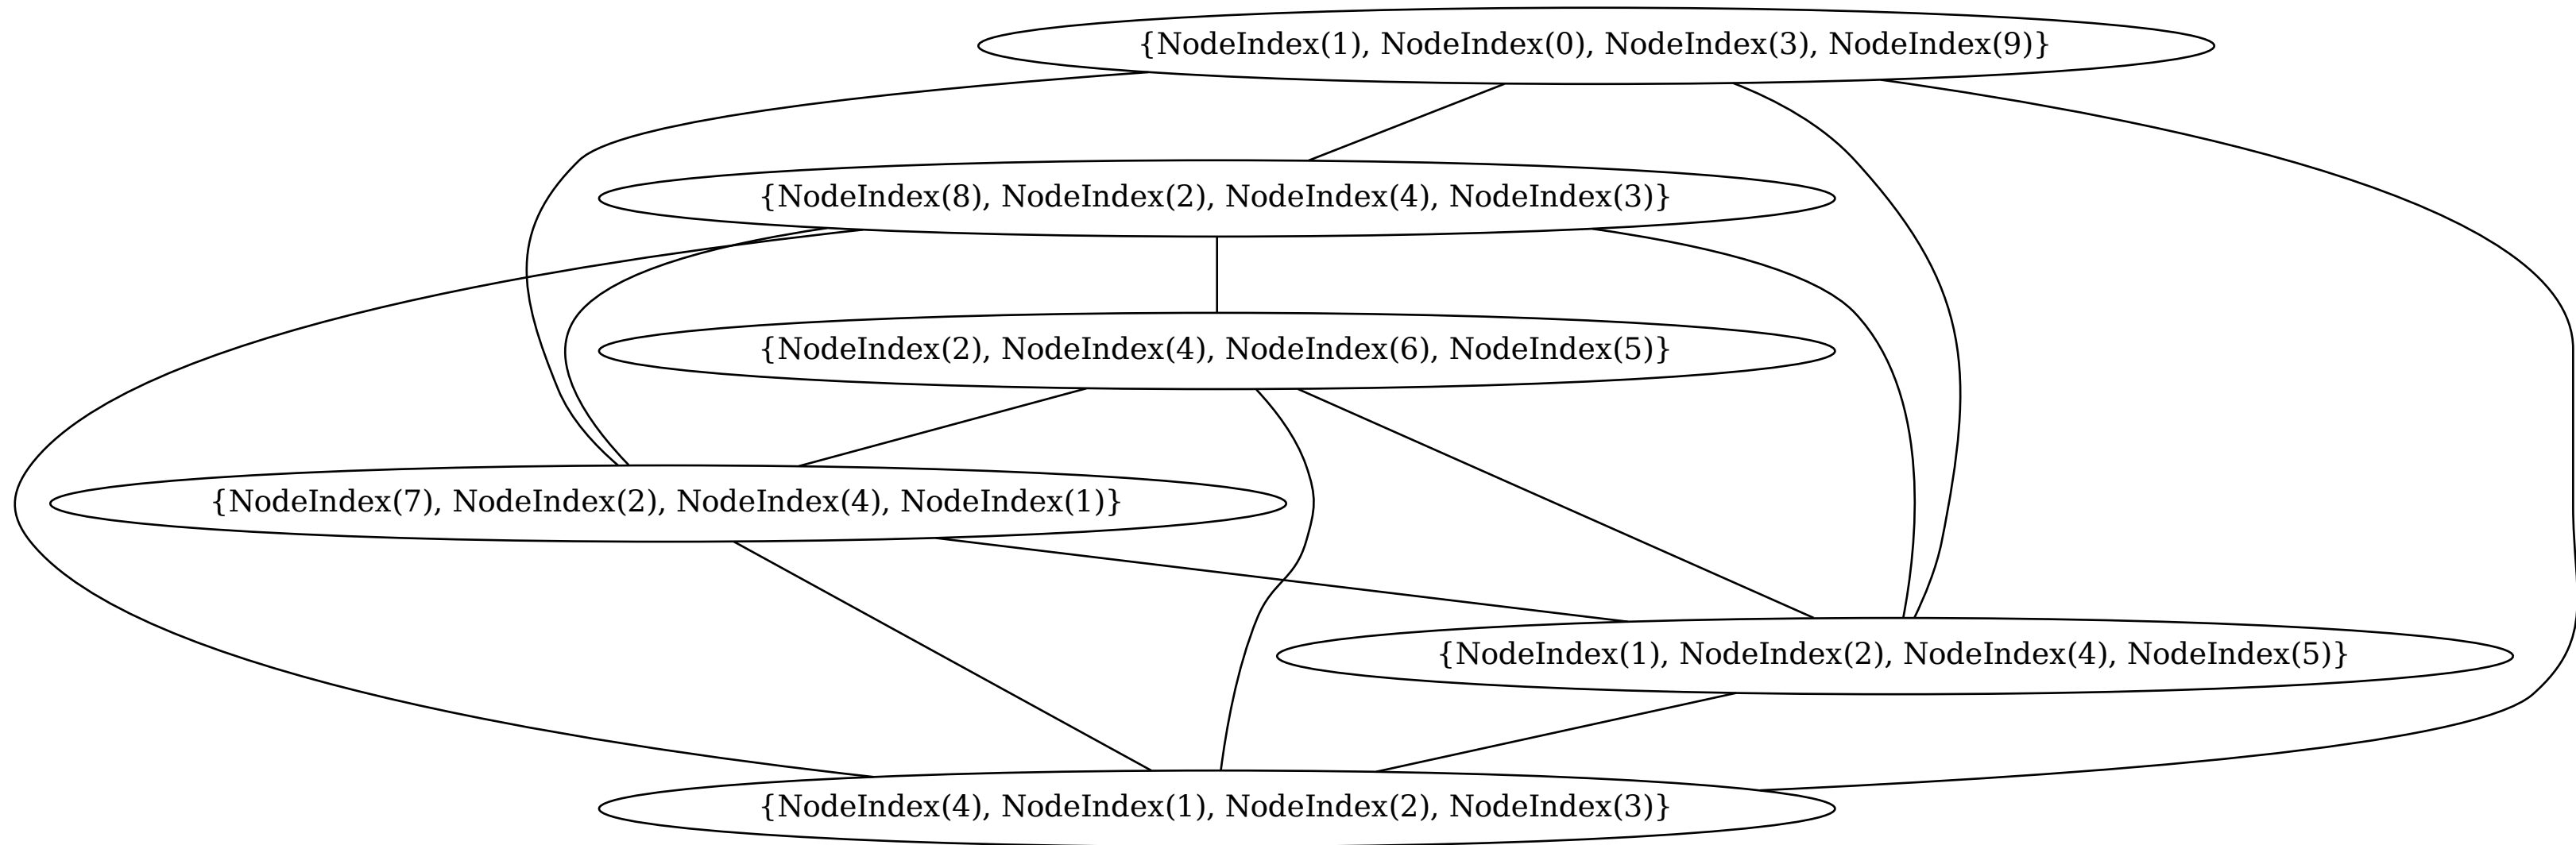 {NodeIndex(1), NodeIndex(0), NodeIndex(3), NodeIndex(9)}
{NodeIndex(8), NodeIndex(2), NodeIndex(4), NodeIndex(3)}
{NodeIndex(2), NodeIndex(4), NodeIndex(6), NodeIndex(5)}
{NodeIndex(7), NodeIndex(2), NodeIndex(4), NodeIndex(1)}
{NodeIndex(1), NodeIndex(2), NodeIndex(4), NodeIndex(5)}
{NodeIndex(4), NodeIndex(1), NodeIndex(2), NodeIndex(3)}